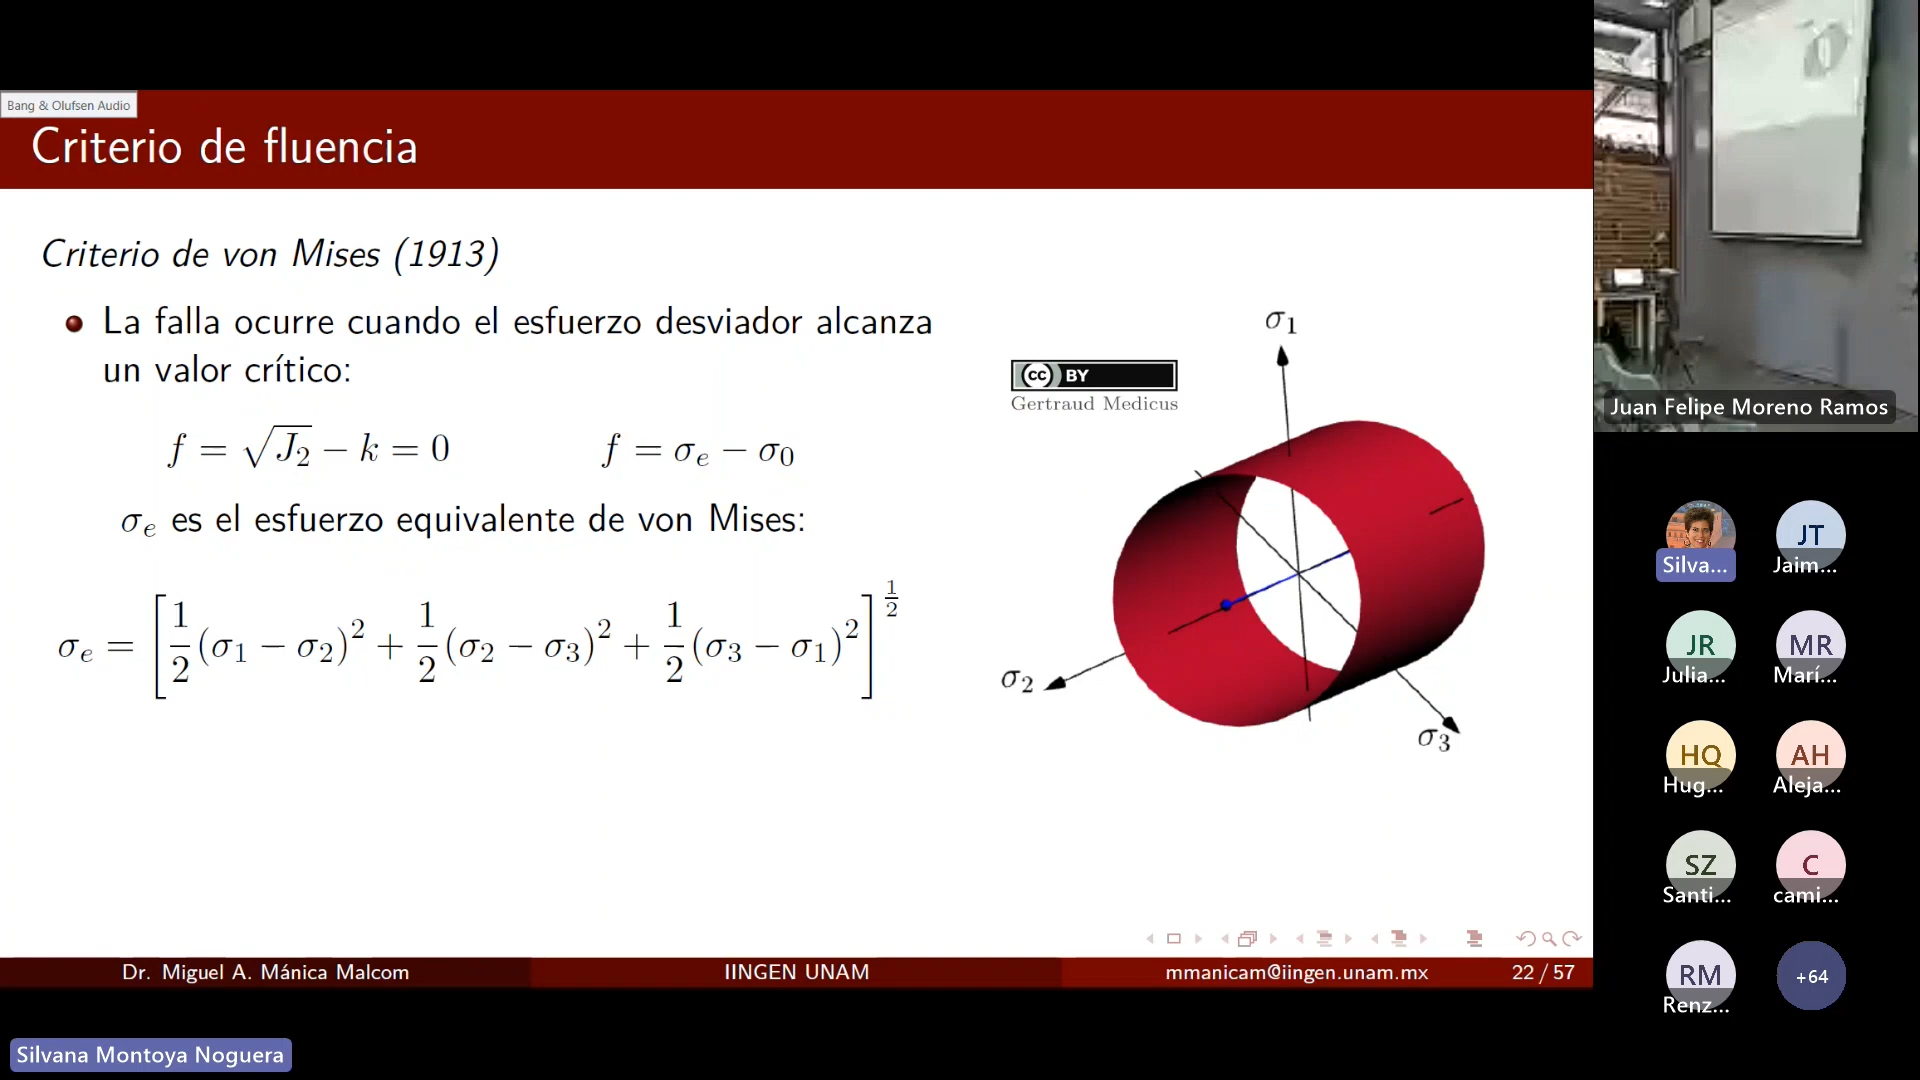 Bang & Olufsen Audio
Criterio de fluencia
Criterio de von Mises (1913)
La falla ocurre cuando el esfuerzo desviador alcanza
un valor crítico:
f = √J₂ − k = 0    f = σₑ − σ₀
σₑ es el esfuerzo equivalente de von Mises:
σₑ = [1/2(σ₁ − σ₂)² + 1/2(σ₂ − σ₃)² + 1/2(σ₃ − σ₁)²]^1/2
σ₁
cc BY
Gertraud Medicus
σ₂
σ₃
Dr. Miguel A. Mánica Malcom    IINGEN UNAM    mmanicam@iingen.unam.mx    22 / 57
Silvana Montoya Noguera
Juan Felipe Moreno Ramos
Silva...
JT
Jaim...
JR
Julia...
MR
Marí...
HQ
Hug...
AH
Aleja...
SZ
Santi...
C
cami...
RM
Renz...
+64